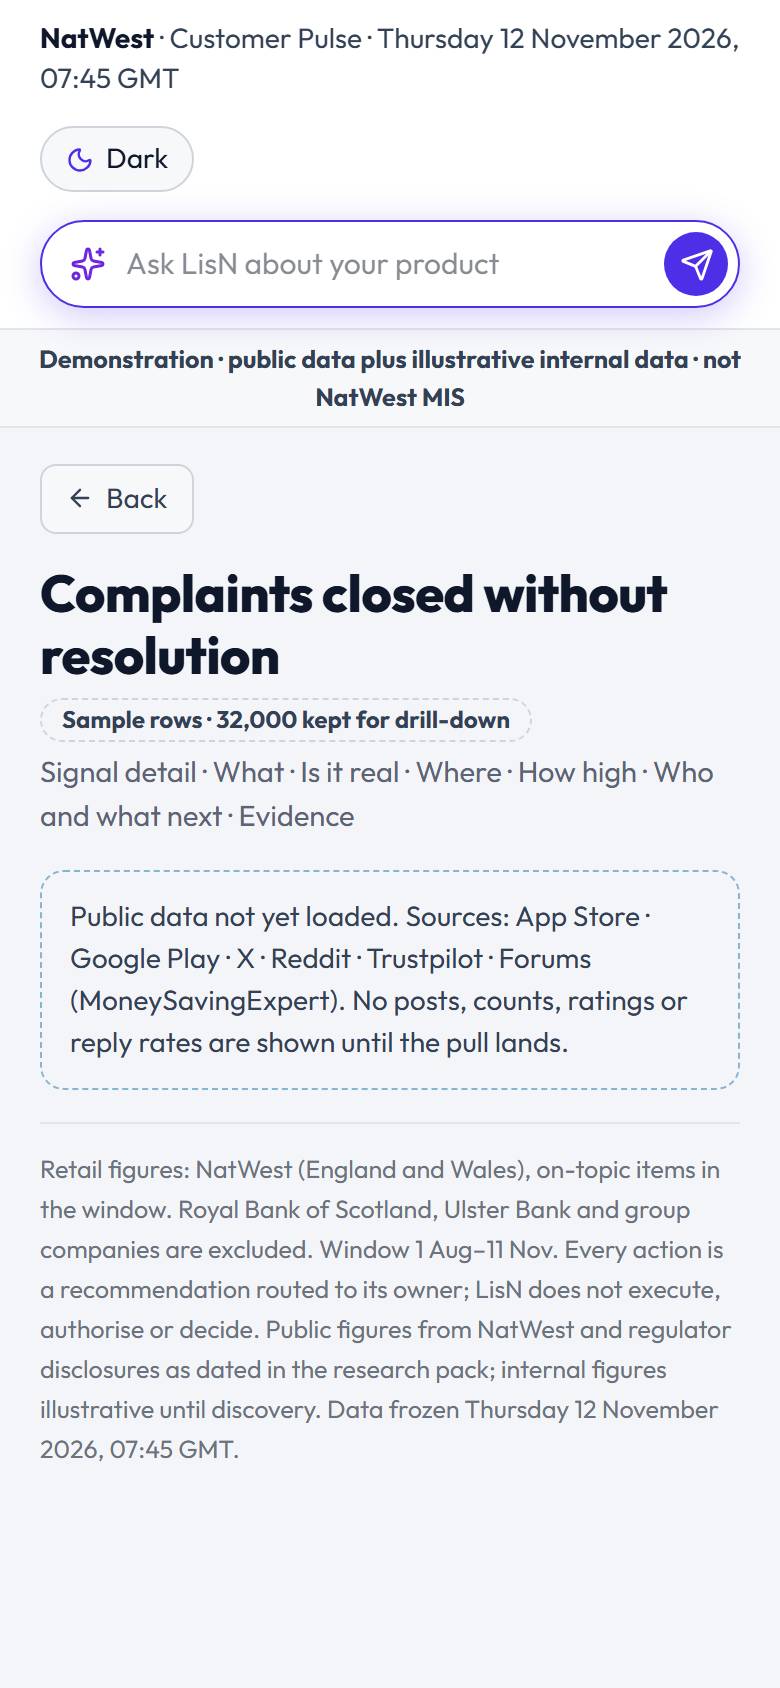 NatWest · Customer Pulse · Thursday 12 November 2026,
07:45 GMT
Dark
Ask LisN about your product
Demonstration · public data plus illustrative internal data · not
NatWest MIS
Back
Complaints closed without
resolution
Sample rows · 32,000 kept for drill-down
Signal detail · What · Is it real · Where · How high · Who
and what next · Evidence
Public data not yet loaded. Sources: App Store ·
Google Play · X · Reddit · Trustpilot · Forums
(MoneySavingExpert). No posts, counts, ratings or
reply rates are shown until the pull lands.
Retail figures: NatWest (England and Wales), on-topic items in
the window. Royal Bank of Scotland, Ulster Bank and group
companies are excluded. Window 1 Aug–11 Nov. Every action is
a recommendation routed to its owner; LisN does not execute,
authorise or decide. Public figures from NatWest and regulator
disclosures as dated in the research pack; internal figures
illustrative until discovery. Data frozen Thursday 12 November
2026, 07:45 GMT.